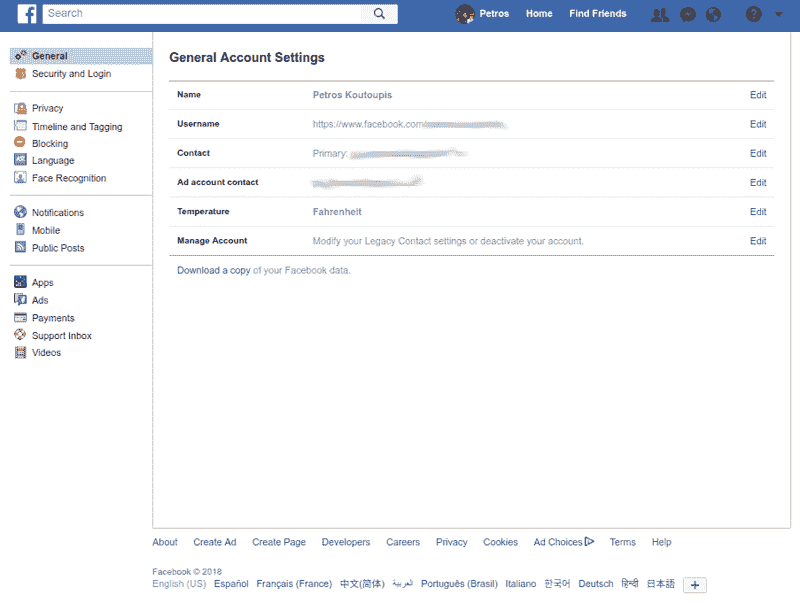 Search
Petros Home Find Friends
General
Security and Login
Privacy
Timeline and Tagging
Blocking
Language
Face Recognition
Notifications
Mobile
Public Posts
Apps
Ads
Payments
Support Inbox
Videos
General Account Settings
Name Petros Koutoupis Edit
Username https://www.facebook.com/ Edit
Contact Primary: Edit
Ad account contact Edit
Temperature Fahrenheit Edit
Manage Account Modify your Legacy Contact settings or deactivate your account. Edit
Download a copy of your Facebook data.
About Create Ad Create Page Developers Careers Privacy Cookies Ad Choices Terms Help
Facebook © 2018
English (US) Español Français (France) 中文(简体) العربية Português (Brasil) Italiano 한국어 Deutsch हिन्दी 日本語 +